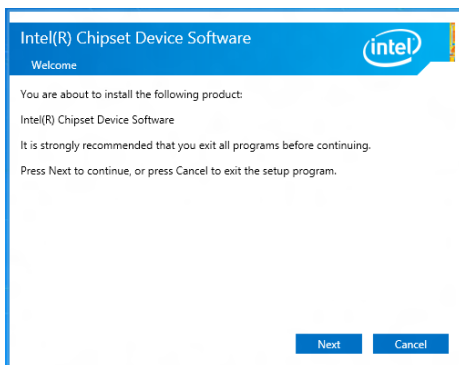 Intel(R) Chipset Device Software
intel
Welcome
You are about to install the following product:
Intel(R) Chipset Device Software
It is strongly recommended that you exit all programs before continuing.
Press Next to continue, or press Cancel to exit the setup program.
Next
Cancel